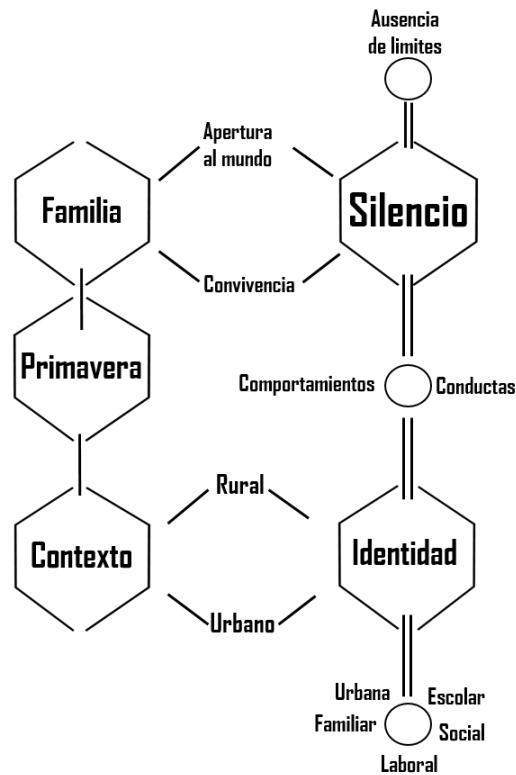 Ausencia
de limites
Apertura
al mundo
Familia
Silencio
Convivencia
Primavera
Comportamientos
Conductas
Rural
Contexto
Identidad
Urbano
Urbana
Escolar
Familiar
Social
Laboral